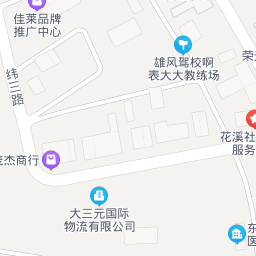 佳莱品牌
推广中心
雄风驾校啊
表大大教练场
荣
纬三路
花溪社
服务
杰商行
大三元国际
物流有限公司
东
医